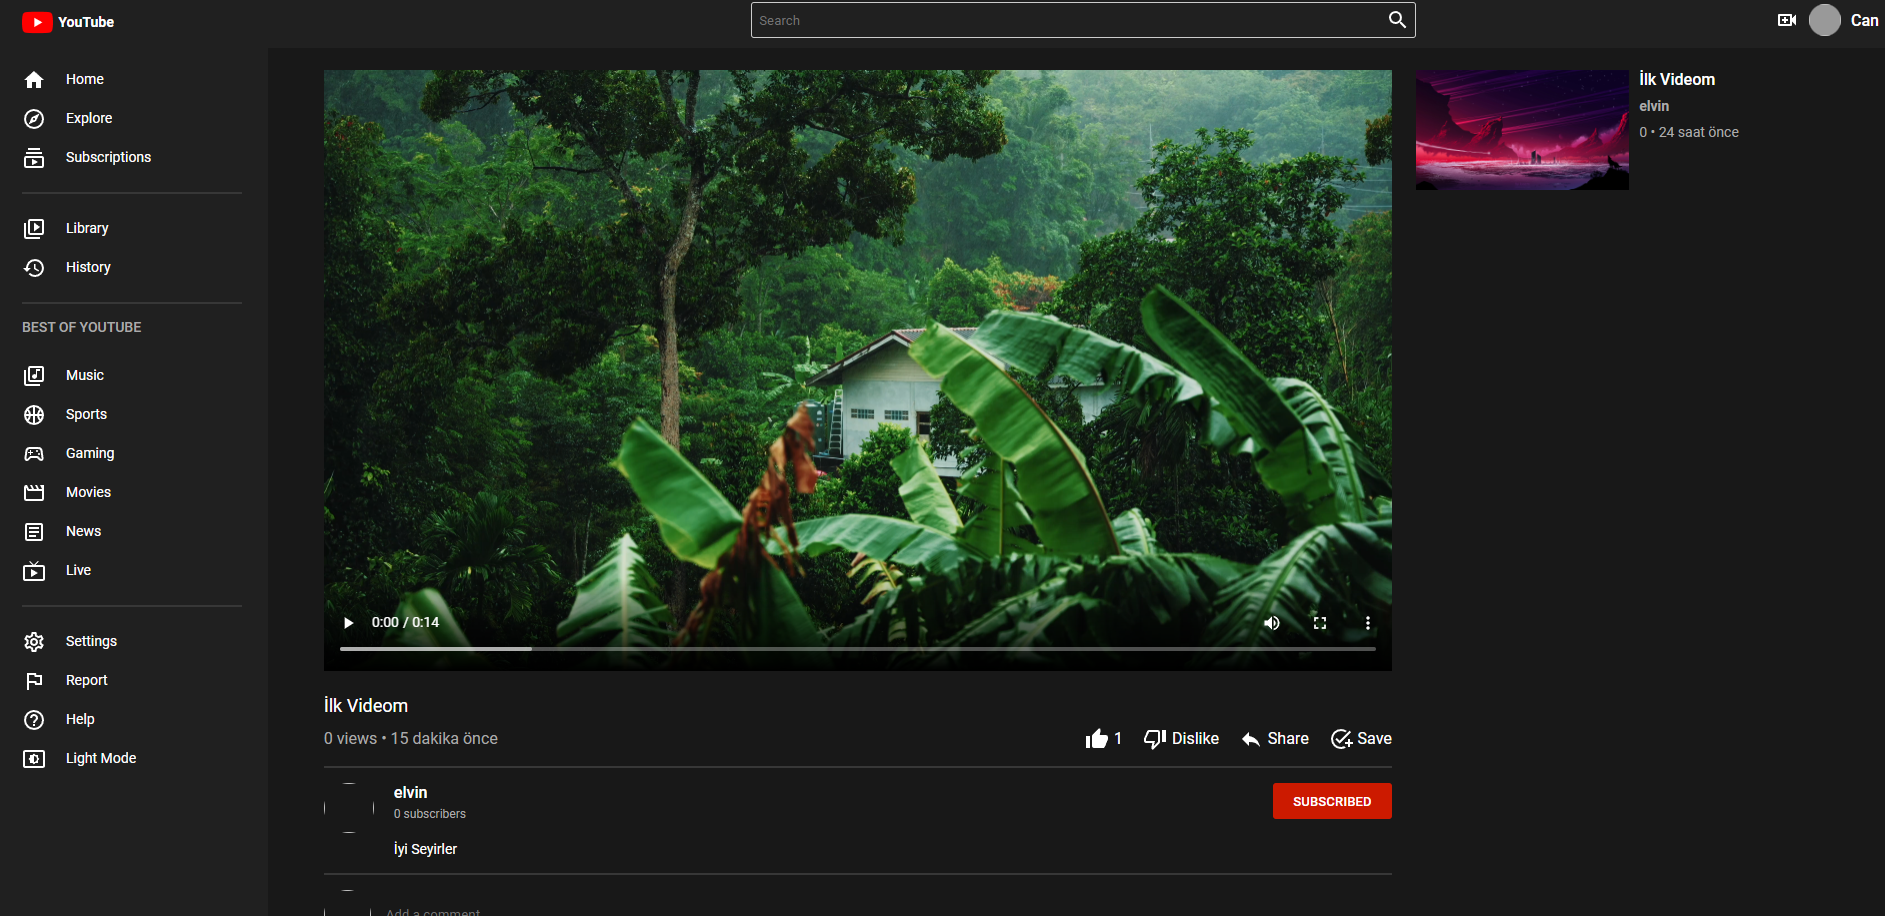 YouTube
Search
Can
Home
Explore
Subscriptions
Library
History
BEST OF YOUTUBE
Music
Sports
Gaming
Movies
News
Live
Settings
Report
Help
Light Mode
0:00 / 0:14
İlk Videom
0 views • 15 dakika önce
1
Dislike
Share
Save
elvin
0 subscribers
SUBSCRIBED
İyi Seyirler
Add a comment
İlk Videom
elvin
0 • 24 saat önce